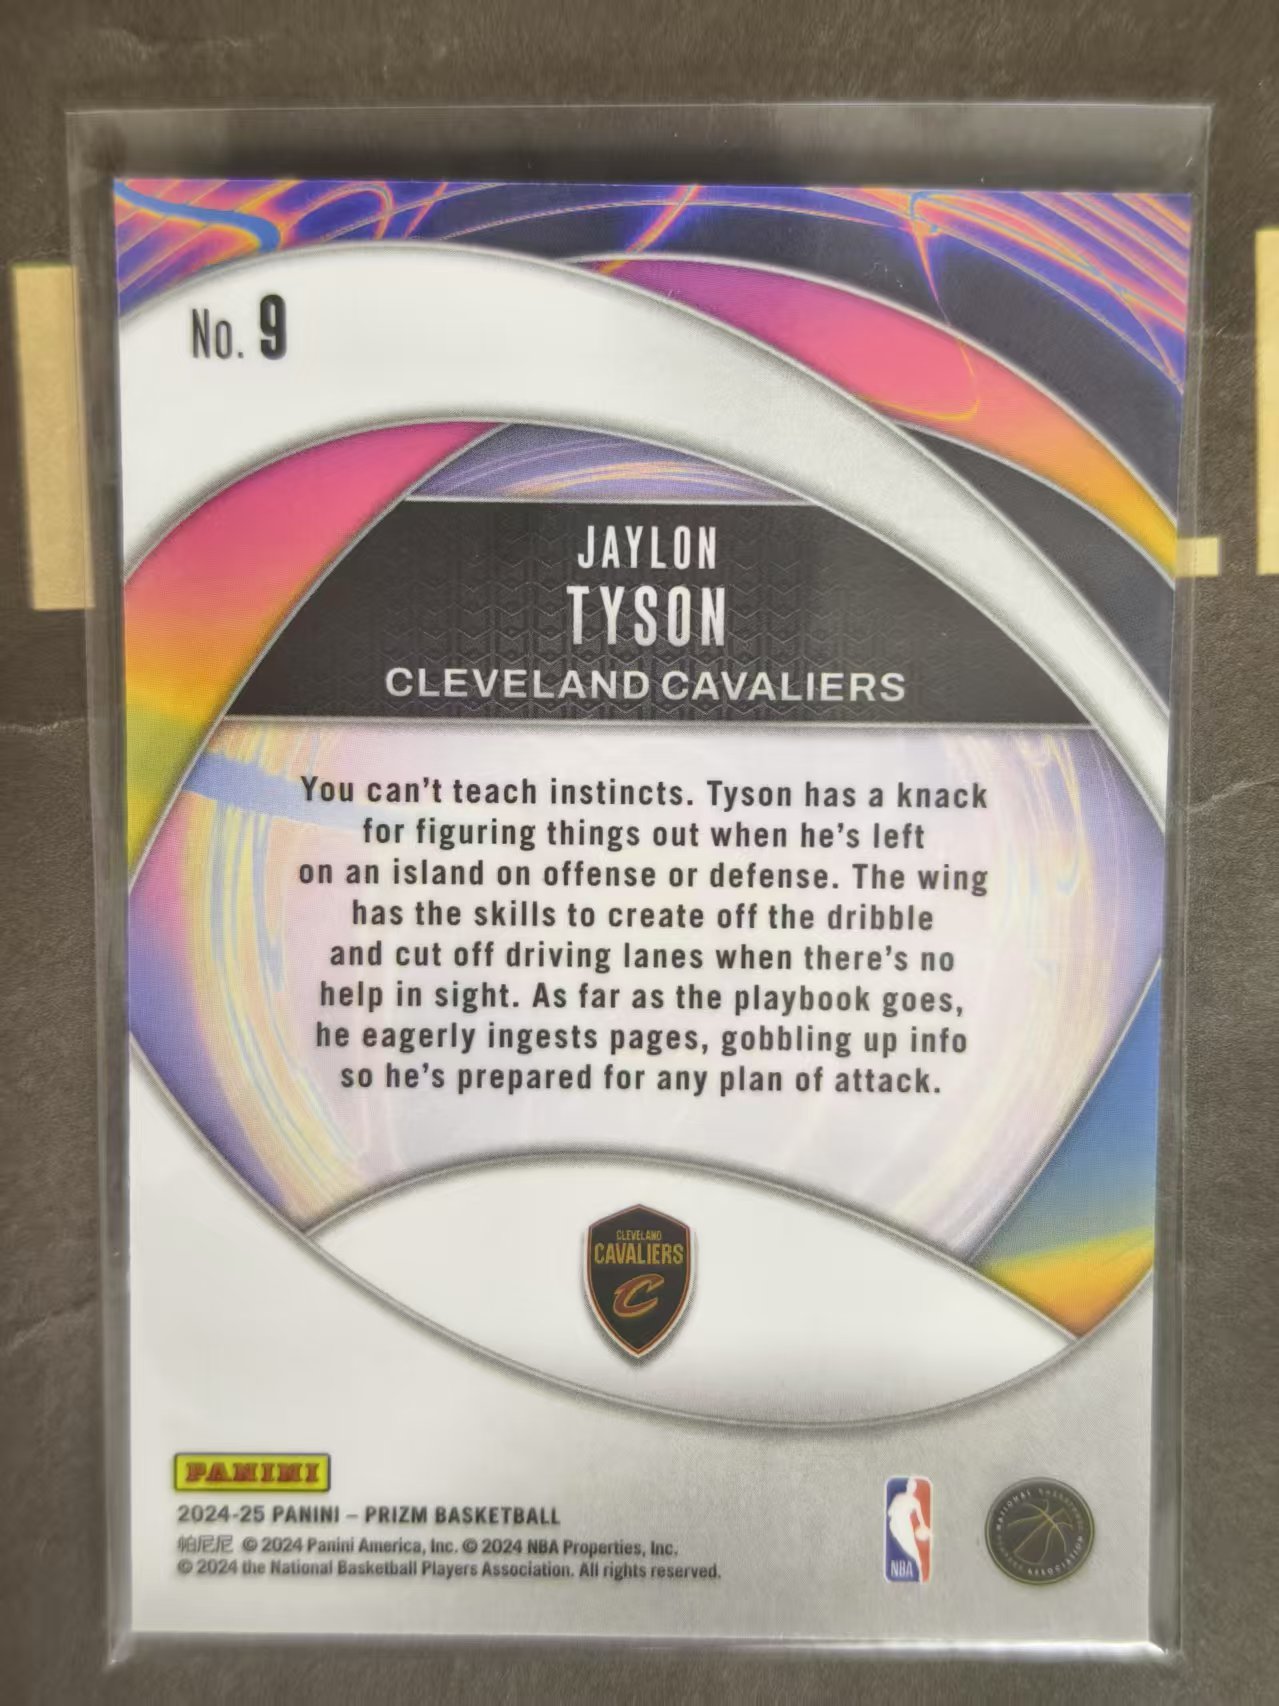 No. 9
JAYLON
TYSON
CLEVELAND CAVALIERS
You can't teach instincts. Tyson has a knack
for figuring things out when he's left
on an island on offense or defense. The wing
has the skills to create off the dribble
and cut off driving lanes when there's no
help in sight. As far as the playbook goes,
he eagerly ingests pages, gobbling up info
so he's prepared for any plan of attack.
CLEVELAND
CAVALIERS
C
PANINI
2024-25 PANINI – PRIZM BASKETBALL
帕尼尼 © 2024 Panini America, Inc. © 2024 NBA Properties, Inc.
© 2024 the National Basketball Players Association. All rights reserved.
NBA
NATIONAL BASKETBALL PLAYERS ASSOCIATION